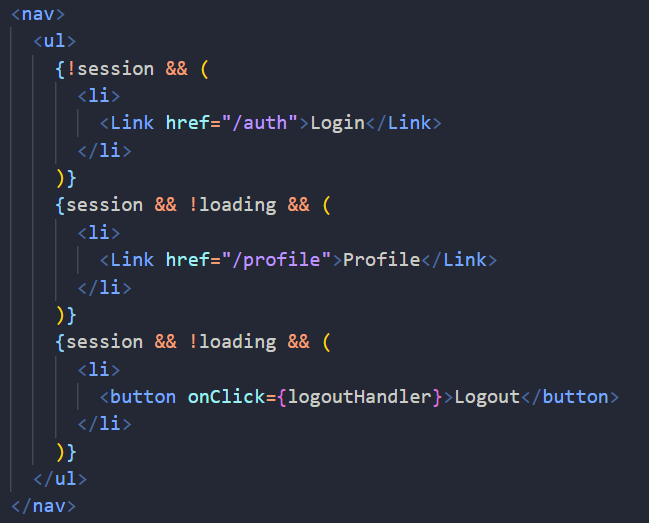 <nav>
  <ul>
    {!session && (
      <li>
        <Link href="/auth">Login</Link>
      </li>
    )}
    {session && !loading && (
      <li>
        <Link href="/profile">Profile</Link>
      </li>
    )}
    {session && !loading && (
      <li>
        <button onClick={logoutHandler}>Logout</button>
      </li>
    )}
  </ul>
</nav>